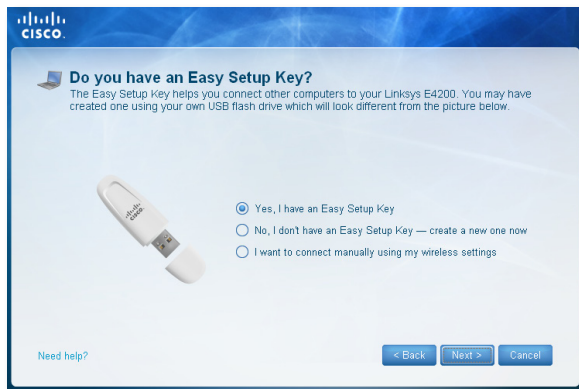 CISCO.
Do you have an Easy Setup Key?
The Easy Setup Key helps you connect other computers to your Linksys E4200. You may have
created one using your own USB flash drive which will look different from the picture below.
CISCO.
Yes, I have an Easy Setup Key
No, I don't have an Easy Setup Key — create a new one now
I want to connect manually using my wireless settings
Need help?
< Back Next > Cancel